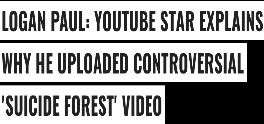 LOGAN PAUL: YOUTUBE STAR EXPLAINS
WHY HE UPLOADED CONTROVERSIAL
'SUICIDE FOREST' VIDEO